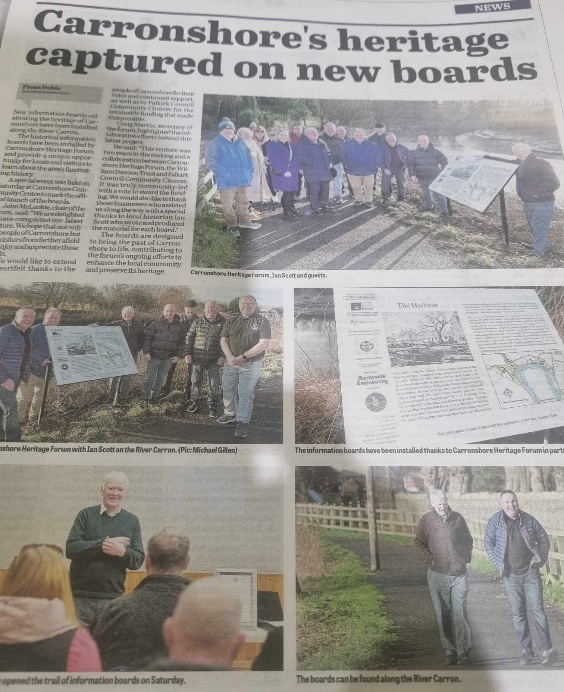 NEWS
Carronshore's heritage
captured on new boards
Fiona Dobie
New information boards cel-
ebrating the heritage of Car-
ronshore have been installed
along the River Carron.
The historical information
boards have been installed by
Carronshore Heritage Forum
and provide a unique oppor-
tunity for locals and visitors to
learn about the area's fascinat-
ing history.
A special event was held on
Saturday at Carronshore Com-
munity Centre to mark the offi-
cial launch of the boards.
John Mackie, chair of the
forum, said: "We are delighted
to have completed our latest
venture. We hope that not only
people of Carronshore but
visitors from further afield
enjoy and appreciate these
"We would like to extend
heartfelt thanks to the
people of Carronshore for their
votes and continued support,
as well as to Falkirk Council
Community Choices for the
invaluable funding that made
this possible."
Craig Martin, secretary of
the forum, highlighted the col-
laborative efforts behind this
latest project.
He said: "This venture was
two years in the making and a
collaboration between Carron-
shore Heritage Forum, the Wil-
liam Dawson Trust and Falkirk
Council Community Choices.
It was truly community-led
with a vote to award the fund-
ing. We would also like to thank
those businesses who assisted
us along the way with a special
thanks to local historian Ian
Scott who wrote and produced
the material for each board."
The boards are designed
to bring the past of Carron-
shore to life, contributing to
the forum's ongoing efforts to
enhance the local community
and preserve its heritage.
Carronshore Heritage Forum, Ian Scott and guests.
The Harbour
shore Heritage Forum with Ian Scott on the River Carron. (Pic: Michael Gillen)
The information boards have been installed thanks to Carronshore Heritage Forum in part
opened the trail of information boards on Saturday.
The boards can be found along the River Carron.